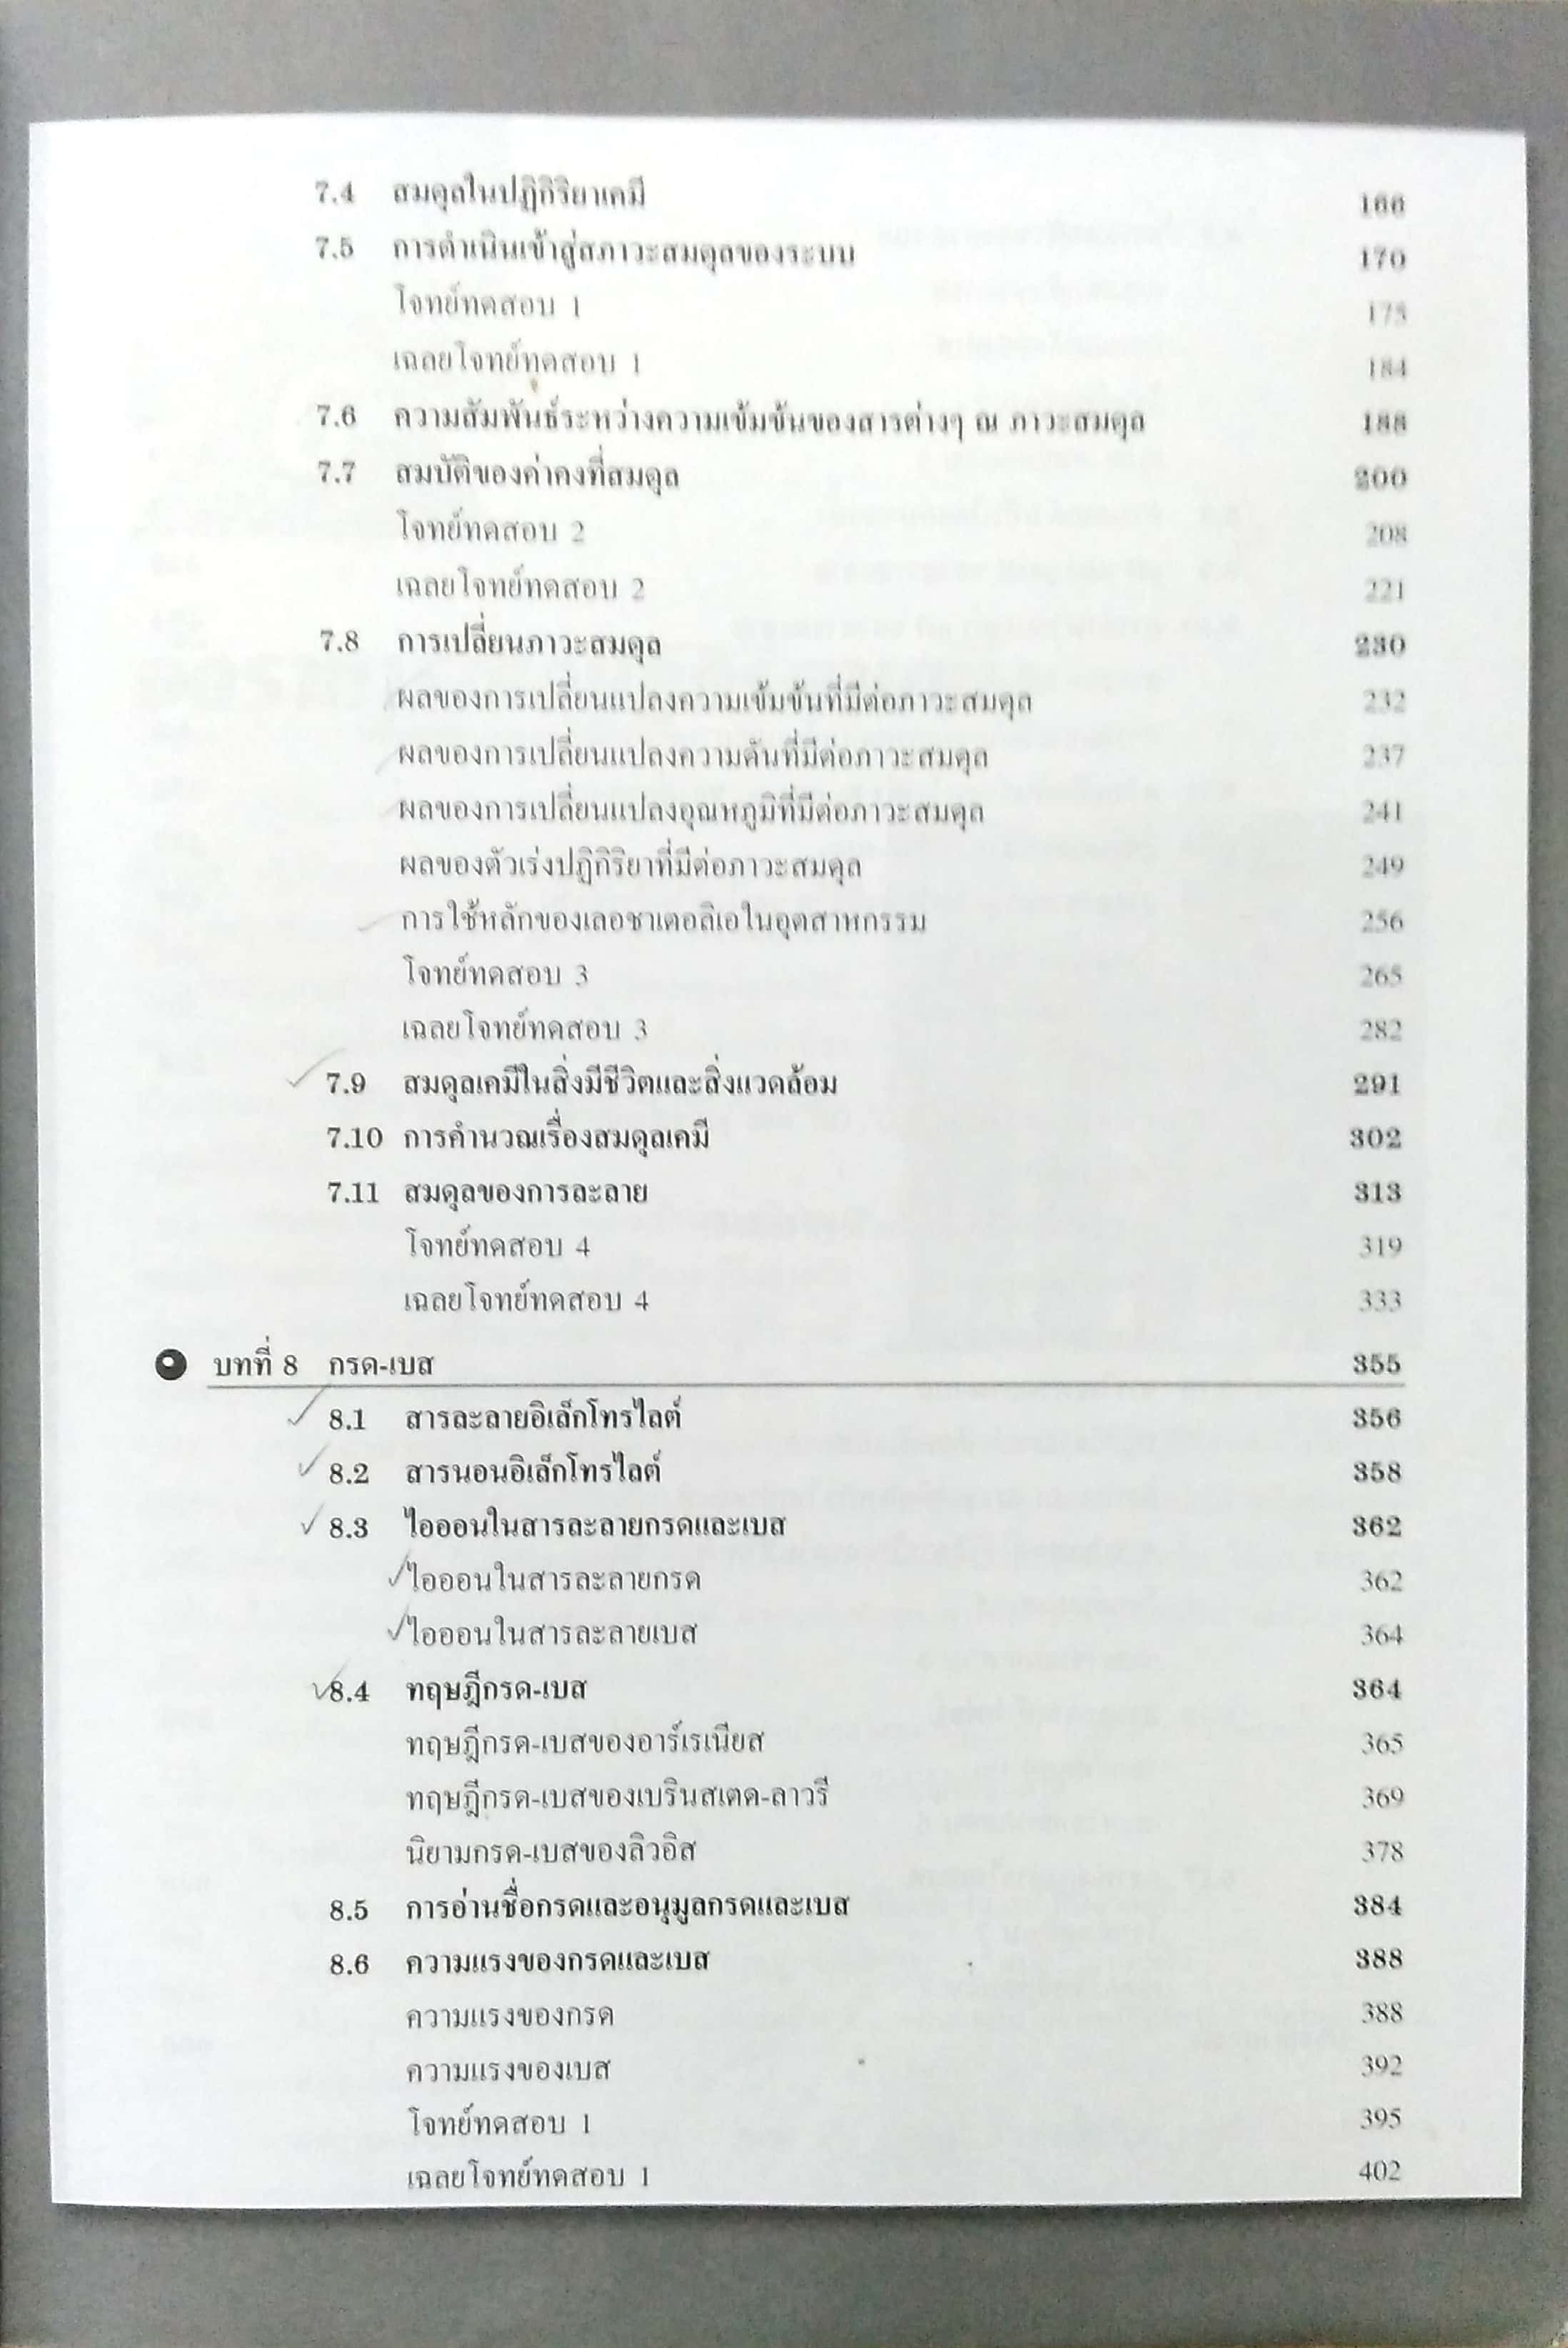 7.4 สมดุลในปฏิกิริยาเคมี 166
7.5 การดำเนินเข้าสู่สภาวะสมดุลของระบบ 170
โจทย์ทดสอบ 1 175
เฉลยโจทย์ทดสอบ 1 184
7.6 ความสัมพันธ์ระหว่างความเข้มข้นของสารต่างๆ ณ ภาวะสมดุล 188
7.7 สมบัติของค่าคงที่สมดุล 200
โจทย์ทดสอบ 2 208
เฉลยโจทย์ทดสอบ 2 221
7.8 การเปลี่ยนภาวะสมดุล 230
ผลของการเปลี่ยนแปลงความเข้มข้นที่มีต่อภาวะสมดุล 232
ผลของการเปลี่ยนแปลงความดันที่มีต่อภาวะสมดุล 237
ผลของการเปลี่ยนแปลงอุณหภูมิที่มีต่อภาวะสมดุล 241
ผลของตัวเร่งปฏิกิริยาที่มีต่อภาวะสมดุล 249
การใช้หลักของเลอชาเตอลิเอในอุตสาหกรรม 256
โจทย์ทดสอบ 3 265
เฉลยโจทย์ทดสอบ 3 282
7.9 สมดุลเคมีในสิ่งมีชีวิตและสิ่งแวดล้อม 291
7.10 การคำนวณเรื่องสมดุลเคมี 302
7.11 สมดุลของการละลาย 313
โจทย์ทดสอบ 4 319
เฉลยโจทย์ทดสอบ 4 333
บทที่ 8 กรด-เบส 355
8.1 สารละลายอิเล็กโทรไลต์ 356
8.2 สารนอนอิเล็กโทรไลต์ 358
8.3 ไอออนในสารละลายกรดและเบส 362
ไอออนในสารละลายกรด 362
ไอออนในสารละลายเบส 364
8.4 ทฤษฎีกรด-เบส 364
ทฤษฎีกรด-เบสของอาร์เรเนียส 365
ทฤษฎีกรด-เบสของเบรินสเตด-ลาวรี 369
นิยามกรด-เบสของลิวอิส 378
8.5 การอ่านชื่อกรดและอนุมูลกรดและเบส 384
8.6 ความแรงของกรดและเบส 388
ความแรงของกรด 388
ความแรงของเบส 392
โจทย์ทดสอบ 1 395
เฉลยโจทย์ทดสอบ 1 402